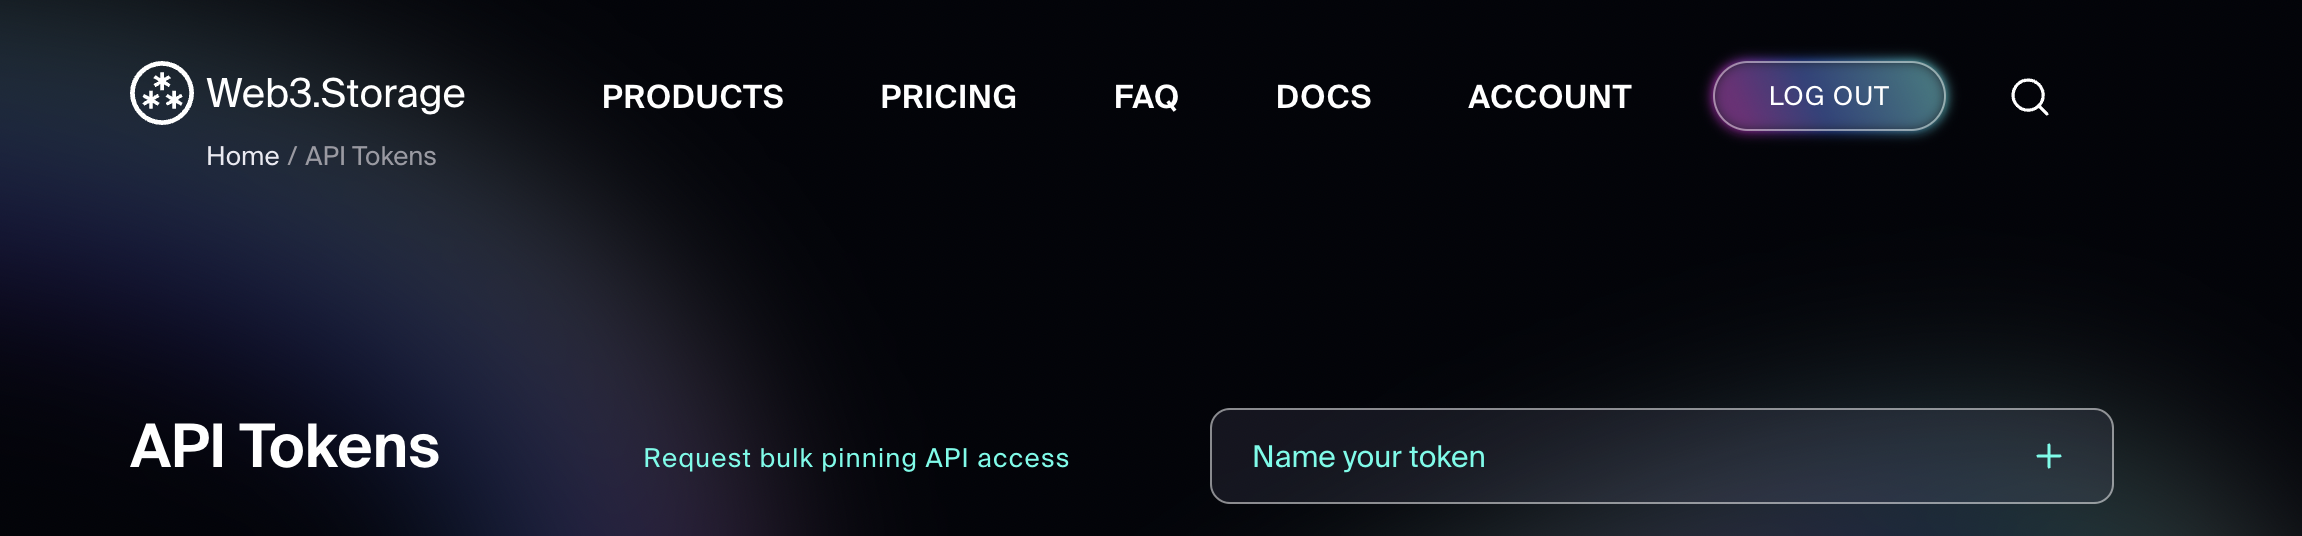 Web3.Storage PRODUCTS PRICING FAQ DOCS ACCOUNT LOG OUT
Home / API Tokens
API Tokens Request bulk pinning API access Name your token +